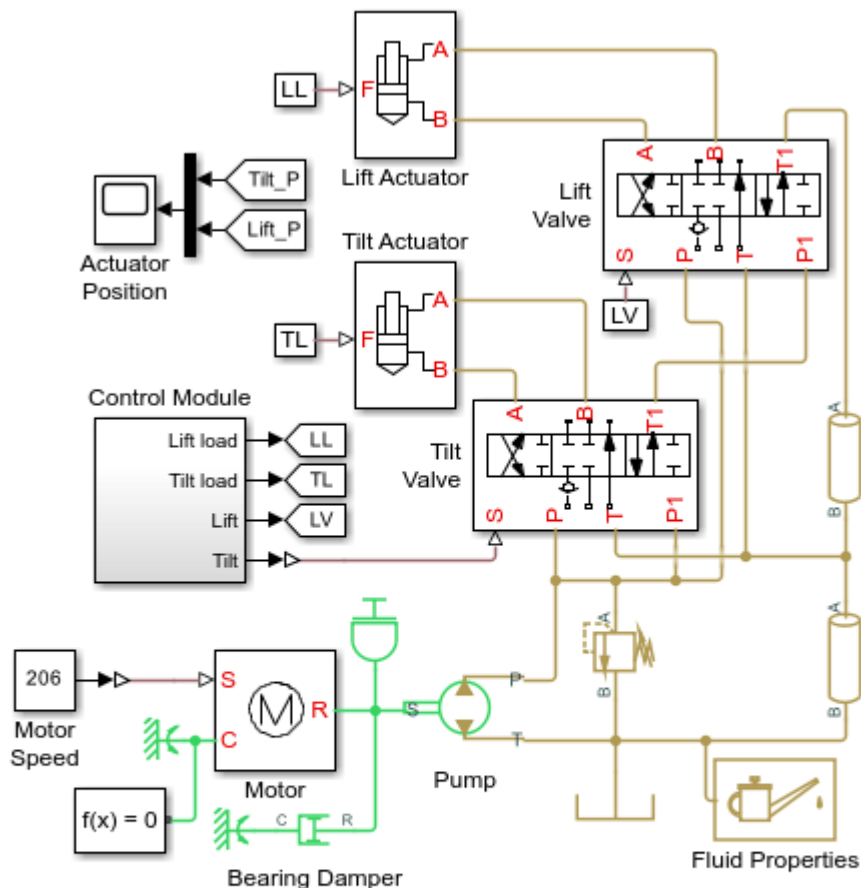 A
LL
F
B
Lift Actuator
A
B
T1
Lift
Valve
S
P
T
P1
LV
Tilt_P
Lift_P
Actuator
Position
Tilt Actuator
A
TL
F
B
A
B
T1
Tilt
Valve
S
P
T
P1
A
B
Control Module
Lift load
LL
Tilt load
TL
Lift
LV
Tilt
A
B
A
B
206
Motor
Speed
S
M
R
C
Motor
S
P
T
Pump
f(x) = 0
C
R
Bearing Damper
Fluid Properties